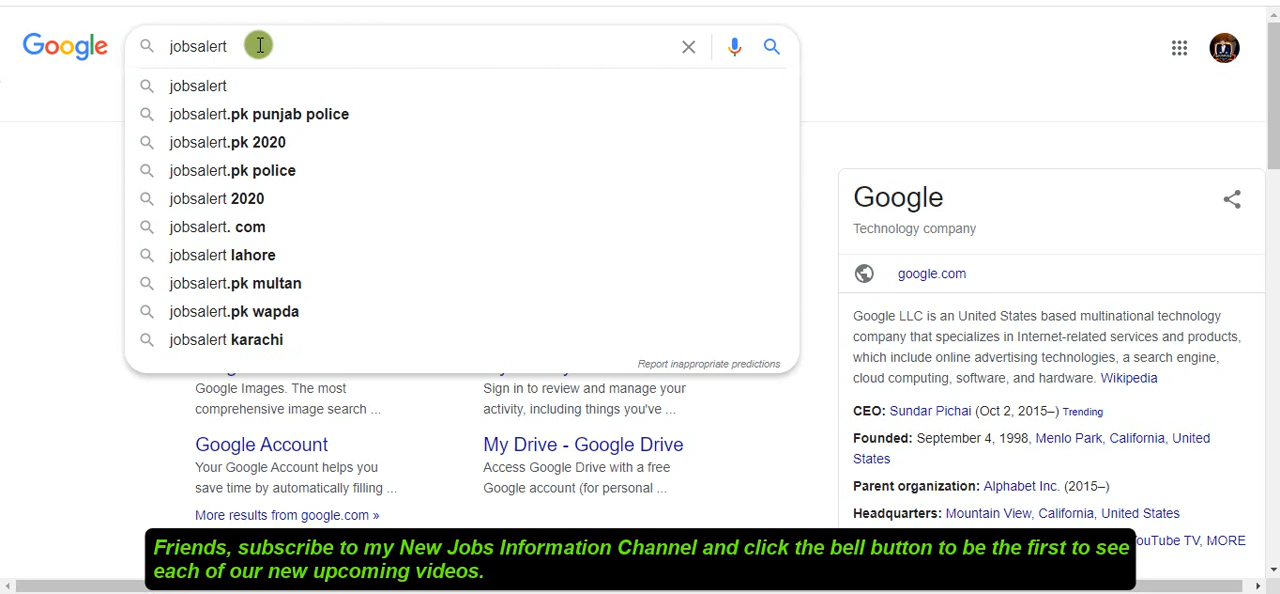 Google
jobsalert
jobsalert
jobsalert.pk punjab police
jobsalert.pk 2020
jobsalert.pk police
jobsalert 2020
jobsalert. com
jobsalert lahore
jobsalert.pk multan
jobsalert.pk wapda
jobsalert karachi
Report inappropriate predictions
Google Images. The most
comprehensive image search ...
Sign in to review and manage your
activity, including things you've ...
Google Account
Your Google Account helps you
save time by automatically filling ...
My Drive - Google Drive
Access Google Drive with a free
Google account (for personal ...
More results from google.com »
Google
Technology company
google.com
Google LLC is an United States based multinational technology
company that specializes in Internet-related services and products,
which include online advertising technologies, a search engine,
cloud computing, software, and hardware. Wikipedia
CEO: Sundar Pichai (Oct 2, 2015–) Trending
Founded: September 4, 1998, Menlo Park, California, United
States
Parent organization: Alphabet Inc. (2015–)
Headquarters: Mountain View, California, United States
YouTube TV, MORE
Friends, subscribe to my New Jobs Information Channel and click the bell button to be the first to see
each of our new upcoming videos.